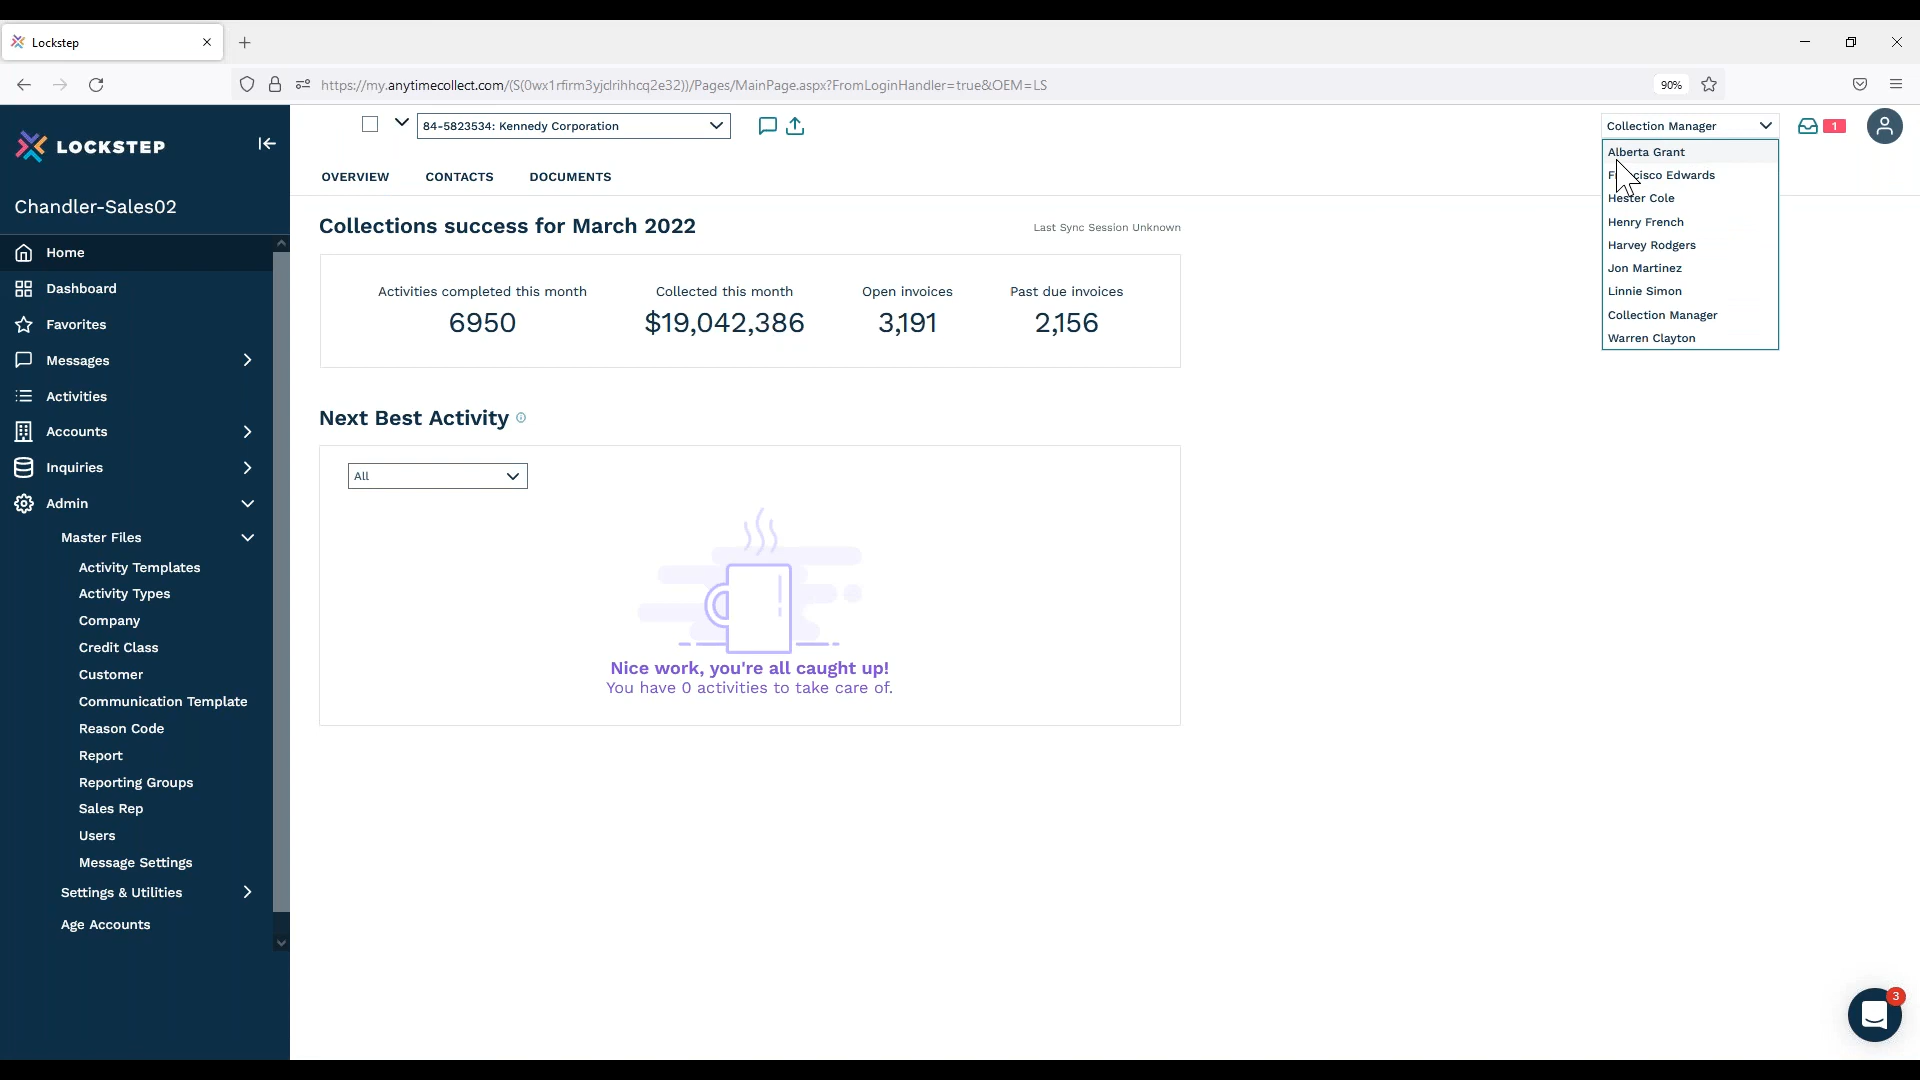 Lockstep
https://my.anytimecollect.com/(S(0wx1rfirm3yjclrihhcq2e32))/Pages/MainPage.aspx?FromLoginHandler=true&OEM=LS
90%
LOCKSTEP
84-5823534: Kennedy Corporation
Collection Manager
1
OVERVIEW
CONTACTS
DOCUMENTS
Alberta Grant
Francisco Edwards
Hester Cole
Henry French
Harvey Rodgers
Jon Martinez
Linnie Simon
Collection Manager
Warren Clayton
Chandler-Sales02
Home
Dashboard
Favorites
Messages
Activities
Accounts
Inquiries
Admin
Master Files
Activity Templates
Activity Types
Company
Credit Class
Customer
Communication Template
Reason Code
Report
Reporting Groups
Sales Rep
Users
Message Settings
Settings & Utilities
Age Accounts
Collections success for March 2022
Last Sync Session Unknown
Activities completed this month
6950
Collected this month
$19,042,386
Open invoices
3,191
Past due invoices
2,156
Next Best Activity
All
Nice work, you're all caught up!
You have 0 activities to take care of.
3